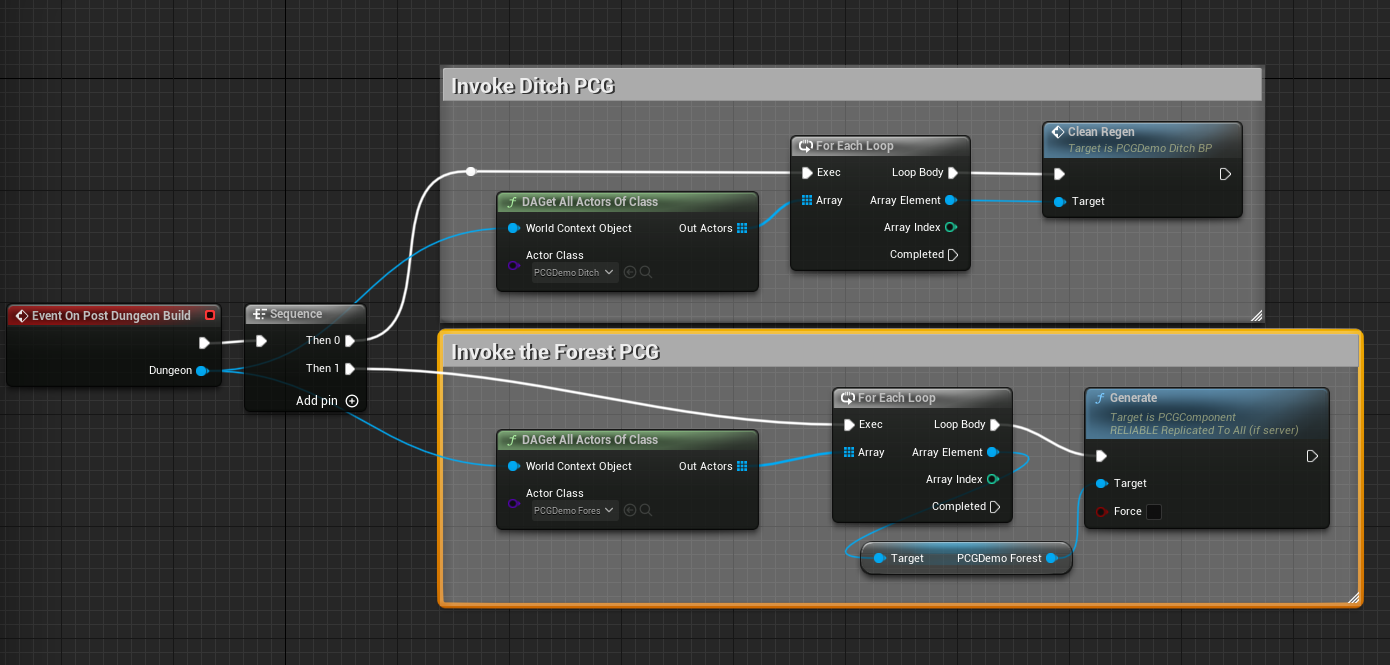 Invoke Ditch PCG
For Each Loop
Exec
Loop Body
Array
Array Element
Array Index
Completed
Clean Regen
Target is PCGDemo Ditch BP
Target
DAGet All Actors Of Class
World Context Object
Out Actors
Actor Class
PCGDemo Ditch
Event On Post Dungeon Build
Dungeon
Sequence
Then 0
Then 1
Add pin
Invoke the Forest PCG
For Each Loop
Exec
Loop Body
Array
Array Element
Array Index
Completed
Generate
Target is PCGComponent
RELIABLE Replicated To All (if server)
Target
Force
DAGet All Actors Of Class
World Context Object
Out Actors
Actor Class
PCGDemo Fores
Target
PCGDemo Forest